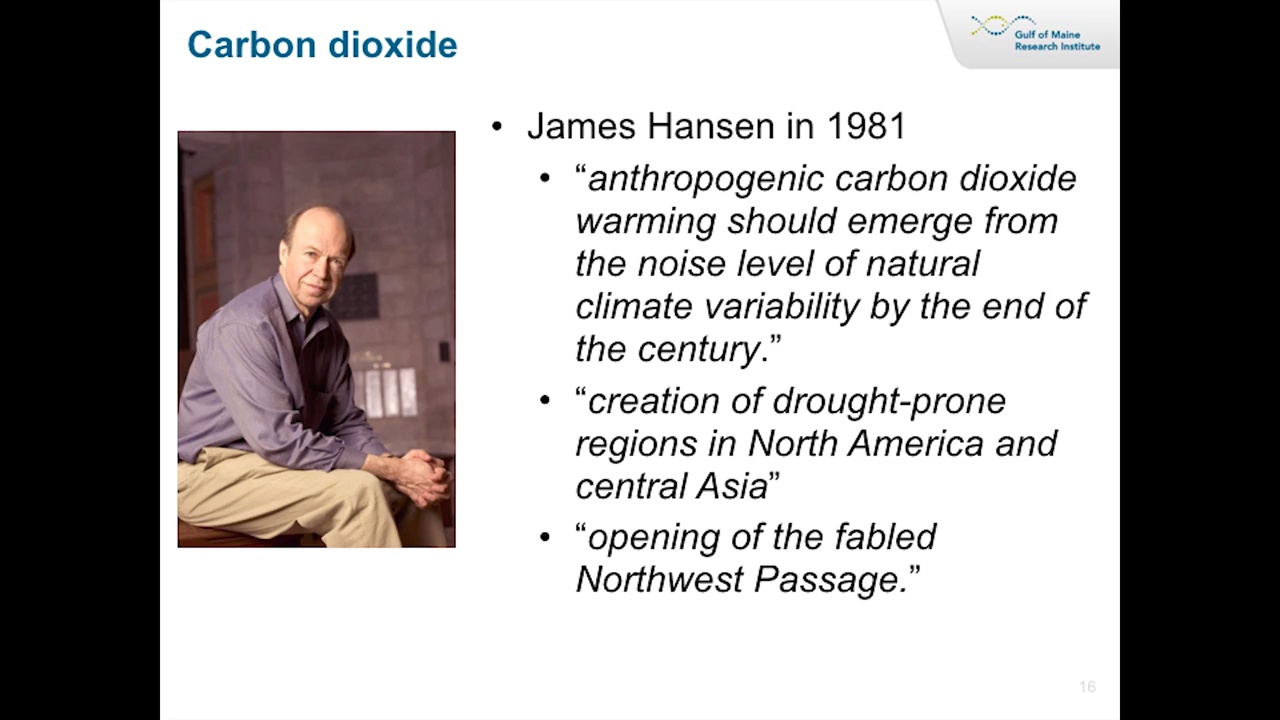 Carbon dioxide
Gulf of Maine
Research Institute
• James Hansen in 1981
• “anthropogenic carbon dioxide
warming should emerge from
the noise level of natural
climate variability by the end of
the century.”
• “creation of drought-prone
regions in North America and
central Asia”
• “opening of the fabled
Northwest Passage.”
16